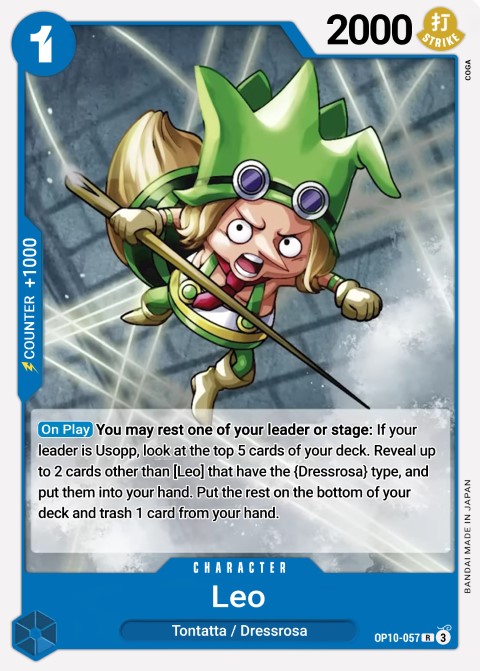 1
2000
打
STRIKE
COGA
COUNTER +1000
On Play You may rest one of your leader or stage: If your
leader is Usopp, look at the top 5 cards of your deck. Reveal up
to 2 cards other than [Leo] that have the {Dressrosa} type, and
put them into your hand. Put the rest on the bottom of your
deck and trash 1 card from your hand.
BANDAI MADE IN JAPAN
CHARACTER
Leo
Tontatta / Dressrosa
OP10-057 R 3